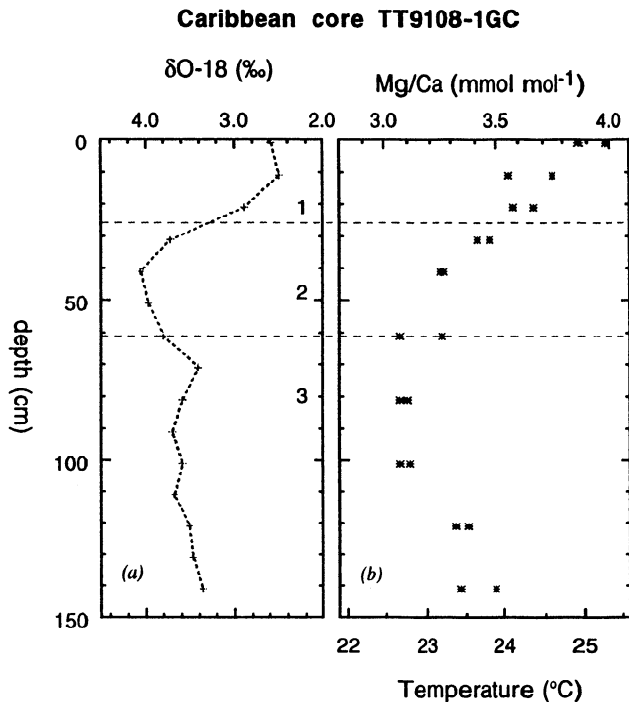 Caribbean core TT9108-1GC
δO-18 (‰)
Mg/Ca (mmol mol-1)
4.0 3.0 2.0
3.0 3.5 4.0
0
50
100
150
depth (cm)
1
2
3
(a)
(b)
22 23 24 25
Temperature (ºC)